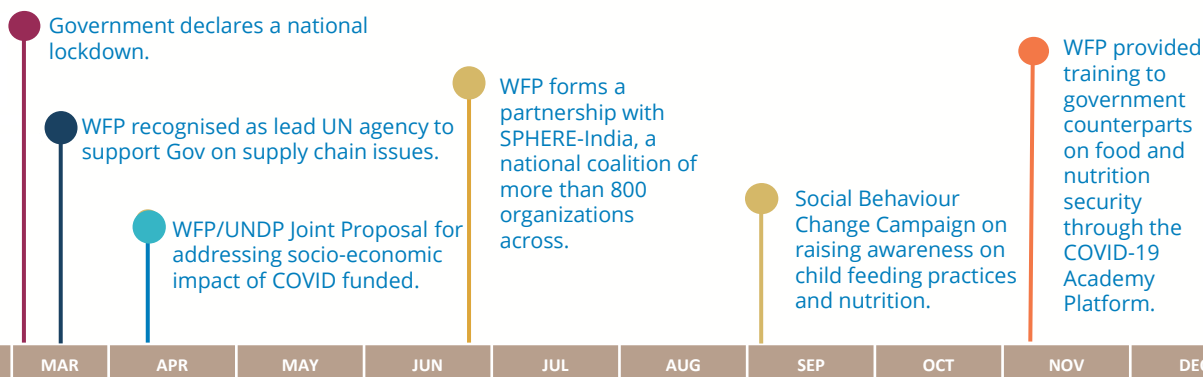 Government declares a national
lockdown.
WFP recognised as lead UN agency to
support Gov on supply chain issues.
WFP/UNDP Joint Proposal for
addressing socio-economic
impact of COVID funded.
WFP forms a
partnership with
SPHERE-India, a
national coalition of
more than 800
organizations
across.
Social Behaviour
Change Campaign on
raising awareness on
child feeding practices
and nutrition.
WFP provided
training to
government
counterparts
on food and
nutrition
security
through the
COVID-19
Academy
Platform.
MAR APR MAY JUN JUL AUG SEP OCT NOV DEC